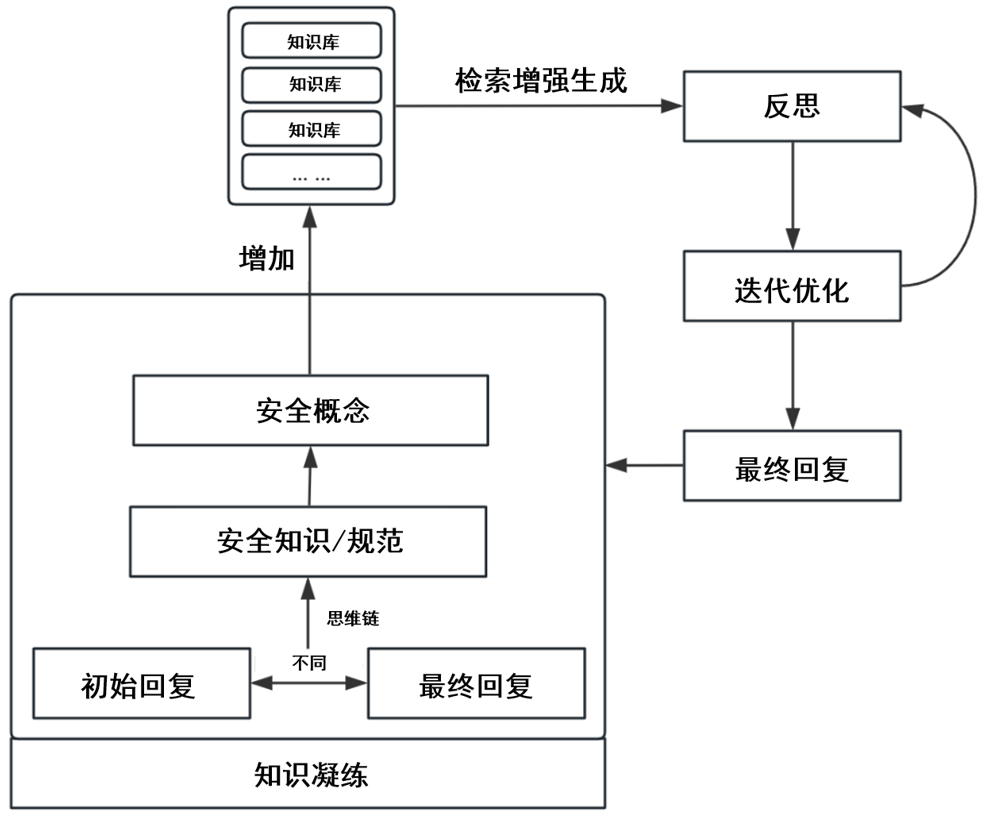 知识库
知识库
知识库
... ...
检索增强生成
反思
增加
迭代优化
安全概念
最终回复
安全知识/规范
思维链
不同
初始回复
最终回复
知识凝练